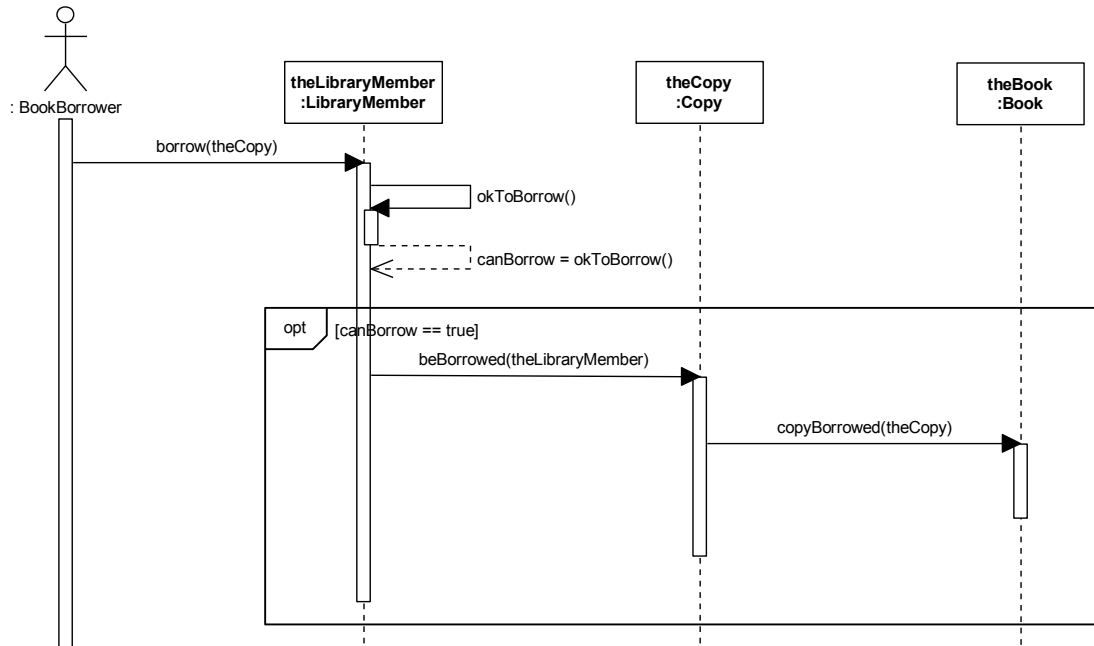 : BookBorrower
theLibraryMember
:LibraryMember
theCopy
:Copy
theBook
:Book
borrow(theCopy)
okToBorrow()
canBorrow = okToBorrow()
opt
[canBorrow == true]
beBorrowed(theLibraryMember)
copyBorrowed(theCopy)